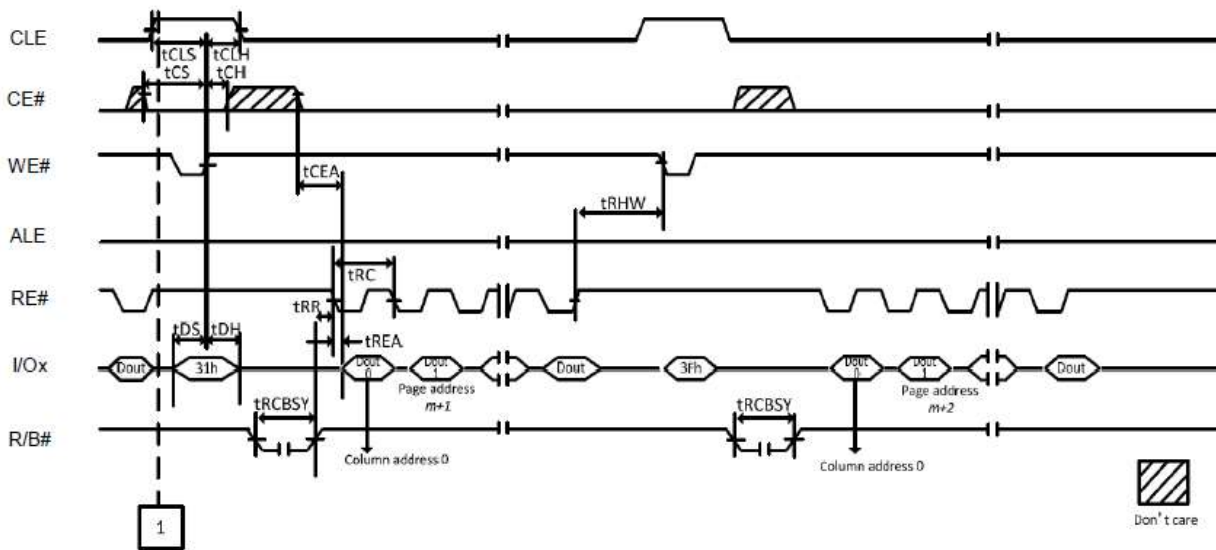 CLE
tCLS tCLH
tCS tCH
CE#
WE#
tCEA
tRHW
ALE
tRC
RE#
tRR
tDS tDH
tREA
I/Ox
Dout 31h Dout 0 Dout 1 Dout 3Fh Dout 0 Dout 1 Dout
Page address
m+1
Page address
m+2
tRCBSY tRCBSY
R/B#
Column address 0 Column address 0
1
Don't care